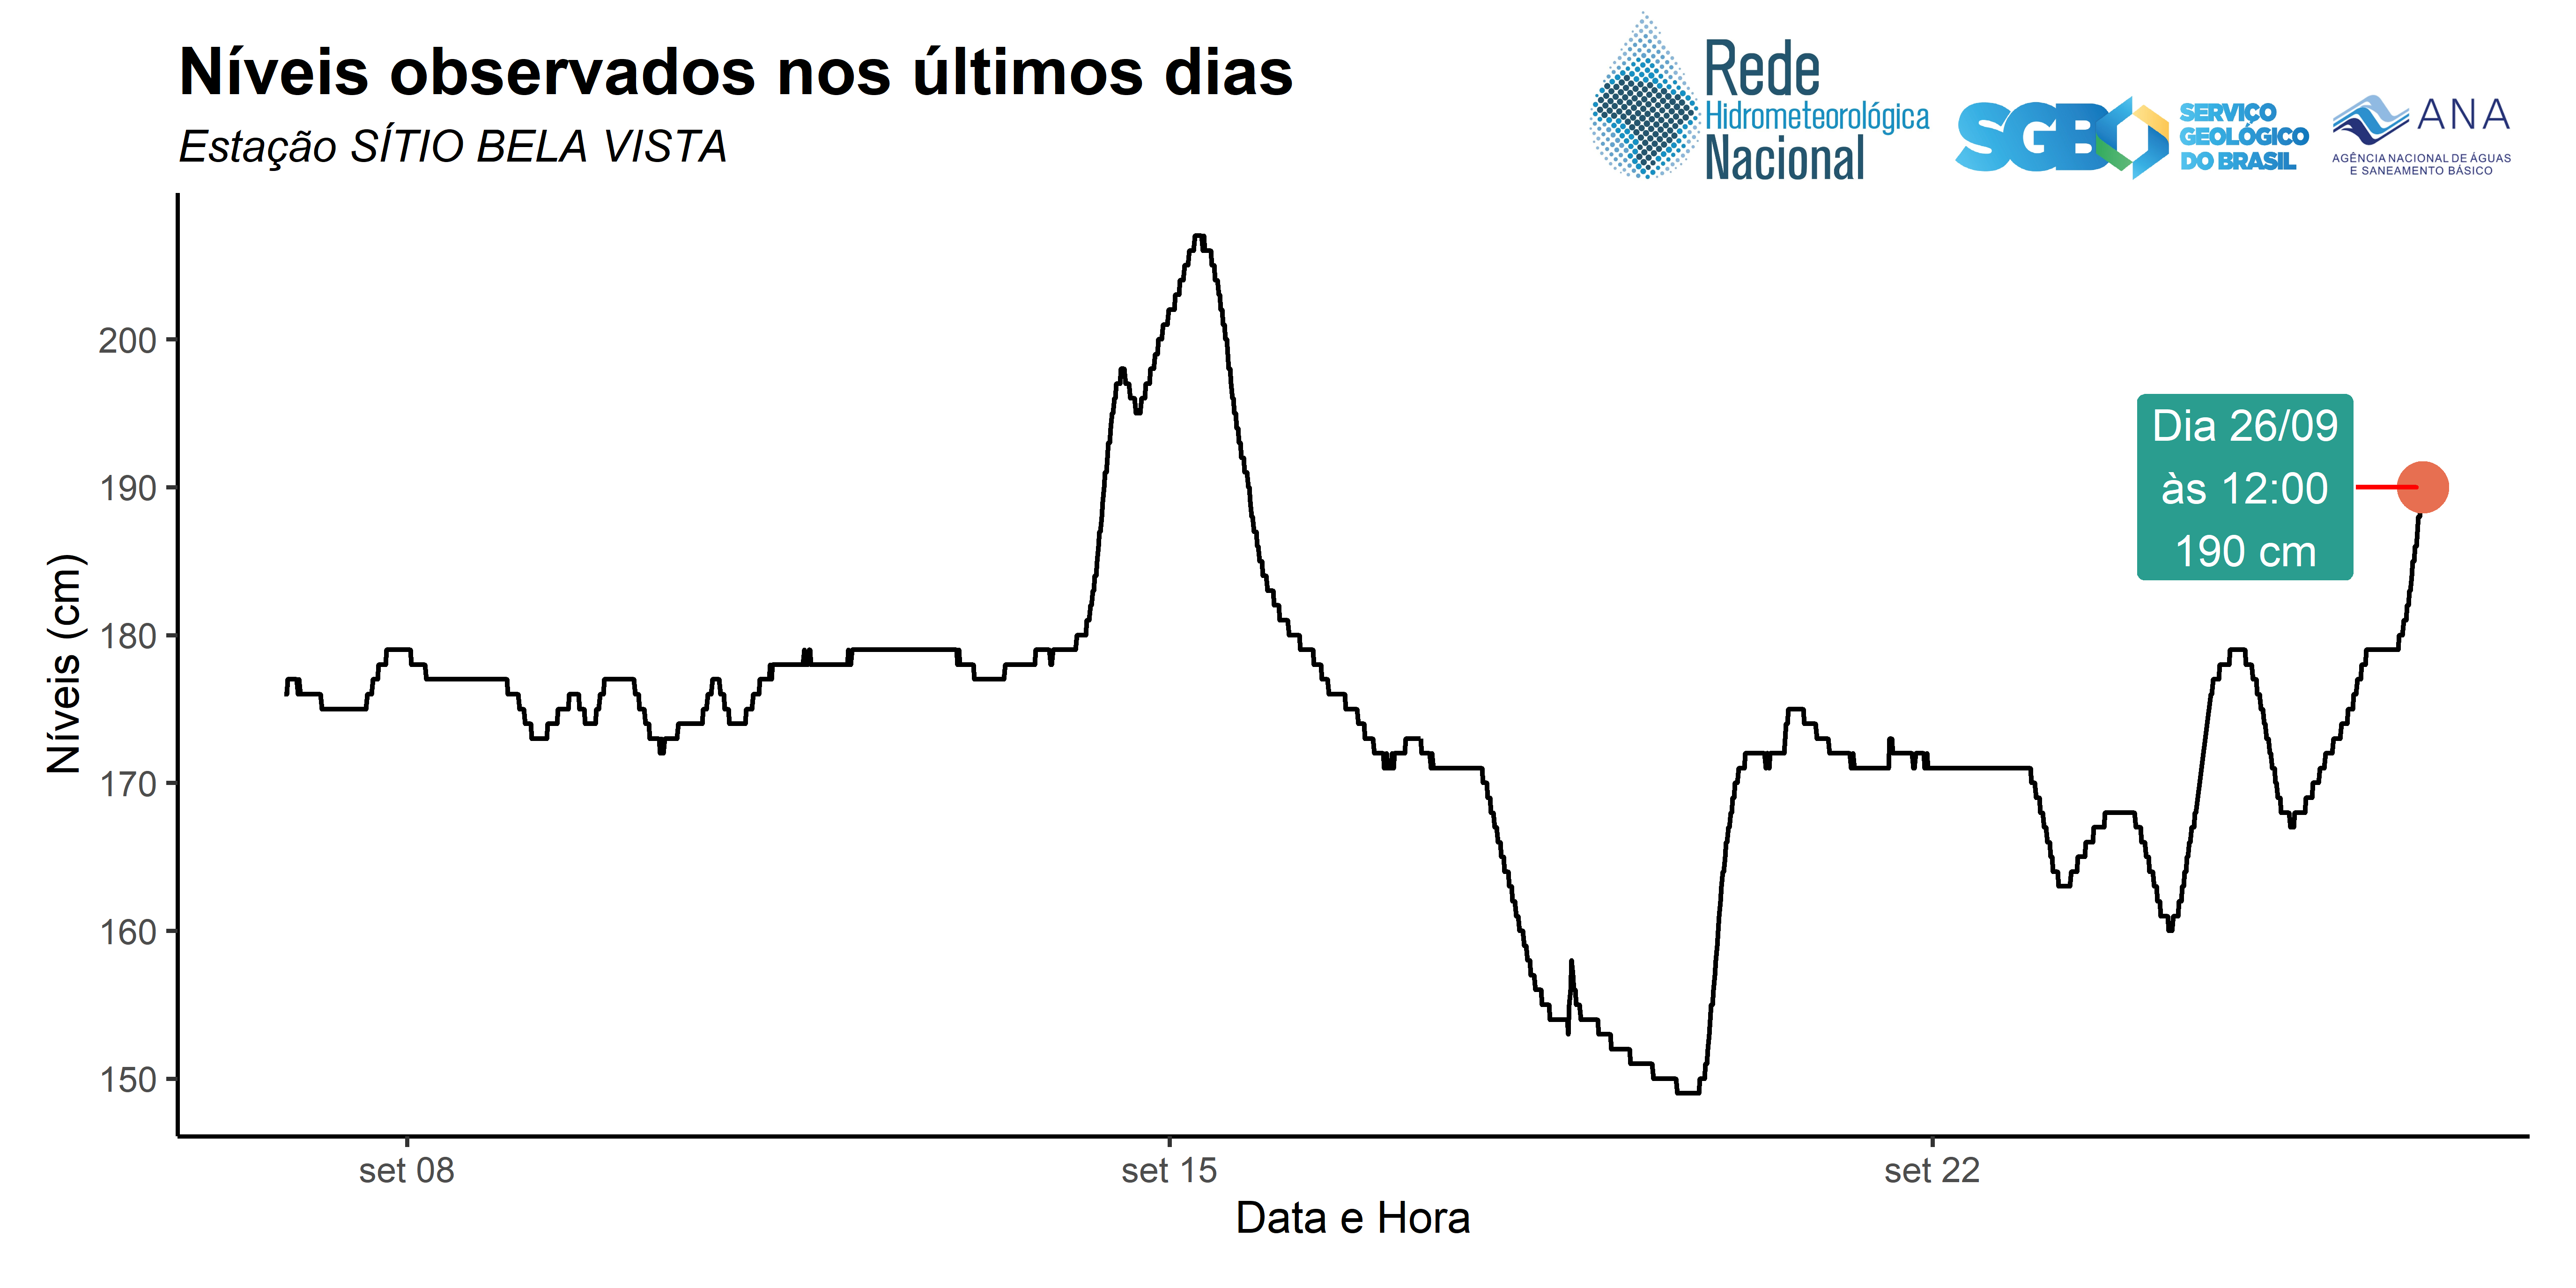 Níveis observados nos últimos dias
Estação SÍTIO BELA VISTA
Rede
Hidrometeorológica
Nacional
SGB
SERVIÇO
GEOLÓGICO
DO BRASIL
ANA
AGÊNCIA NACIONAL DE ÁGUAS
E SANEAMENTO BÁSICO
Níveis (cm)
200
190
180
170
160
150
Dia 26/09
às 12:00
190 cm
set 08
set 15
set 22
Data e Hora